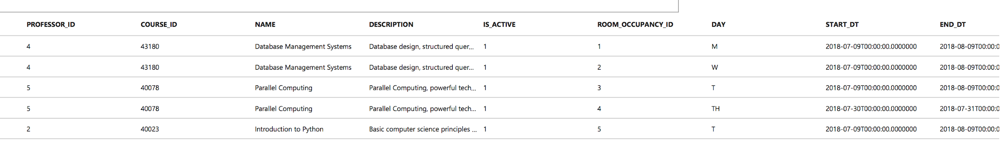 PROFESSOR_ID COURSE_ID NAME DESCRIPTION IS_ACTIVE ROOM_OCCUPANCY_ID DAY START_DT END_DT
4 43180 Database Management Systems Database design, structured quer... 1 1 M 2018-07-09T00:00:00.0000000 2018-08-09T00:00:0
4 43180 Database Management Systems Database design, structured quer... 1 2 W 2018-07-09T00:00:00.0000000 2018-08-09T00:00:0
5 40078 Parallel Computing Parallel Computing, powerful tech... 1 3 T 2018-07-09T00:00:00.0000000 2018-08-09T00:00:0
5 40078 Parallel Computing Parallel Computing, powerful tech... 1 4 TH 2018-07-30T00:00:00.0000000 2018-07-31T00:00:0
2 40023 Introduction to Python Basic computer science principles ... 1 5 T 2018-07-09T00:00:00.0000000 2018-08-09T00:00:0